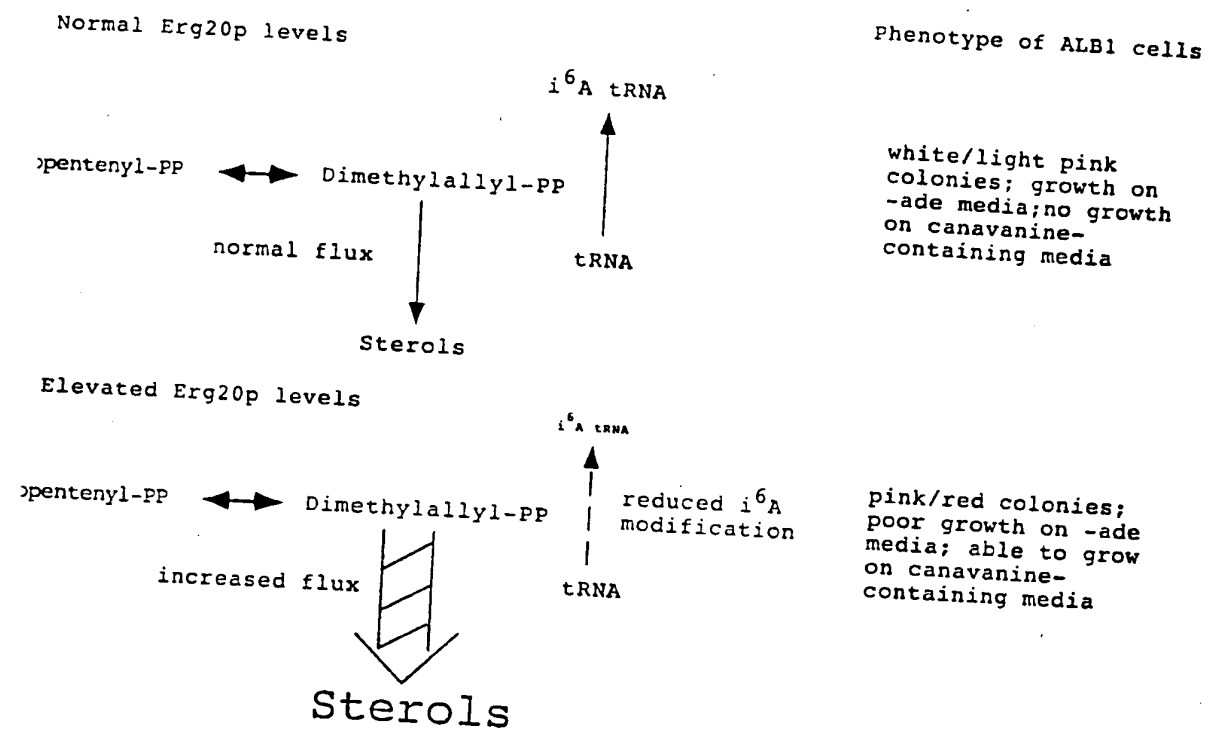 Normal Erg20p levels
Phenotype of ALB1 cells
i⁶A tRNA
opentenyl-PP
Dimethylallyl-PP
white/light pink
colonies; growth on
-ade media;no growth
on canavanine-
containing media
normal flux
tRNA
Sterols
Elevated Erg20p levels
i⁶A tRNA
opentenyl-PP
Dimethylallyl-PP
reduced i⁶A
modification
pink/red colonies;
poor growth on -ade
media; able to grow
on canavanine-
containing media
increased flux
tRNA
Sterols